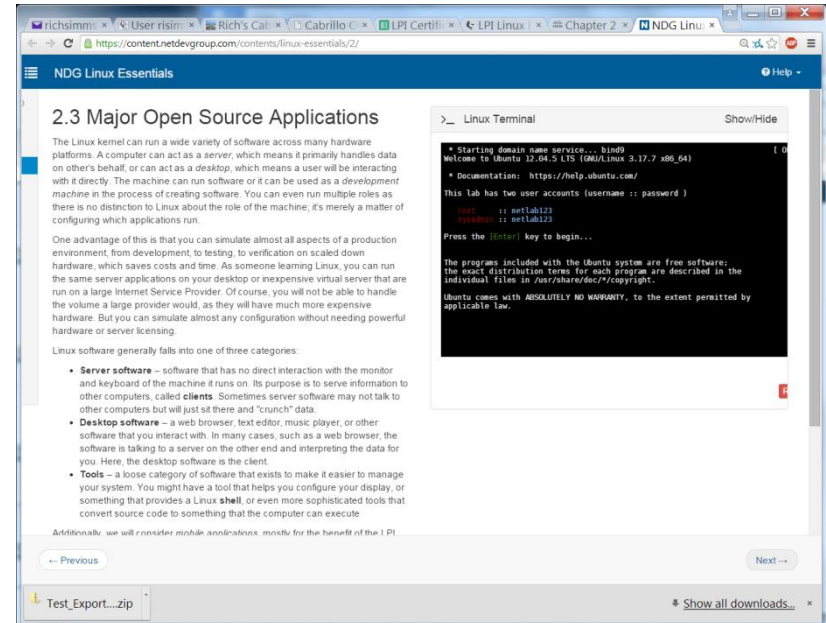 richsimms
User risim
Rich's Cab
Cabrillo C
LPI Certifi
LPI Linux
Chapter 2
NDG Linu
https://content.netdevgroup.com/contents/linux-essentials/2/
NDG Linux Essentials
Help
2.3 Major Open Source Applications
The Linux kernel can run a wide variety of software across many hardware
platforms. A computer can act as a server, which means it primarily handles data
on other's behalf, or can act as a desktop, which means a user will be interacting
with it directly. The machine can run software or it can be used as a development
machine in the process of creating software. You can even run multiple roles as
there is no distinction to Linux about the role of the machine; it's merely a matter of
configuring which applications run.
One advantage of this is that you can simulate almost all aspects of a production
environment, from development, to testing, to verification on scaled down
hardware, which saves costs and time. As someone learning Linux, you can run
the same server applications on your desktop or inexpensive virtual server that are
run on a large Internet Service Provider. Of course, you will not be able to handle
the volume a large provider would, as they will have much more expensive
hardware. But you can simulate almost any configuration without needing powerful
hardware or server licensing.
Linux software generally falls into one of three categories:
• Server software – software that has no direct interaction with the monitor
and keyboard of the machine it runs on. Its purpose is to serve information to
other computers, called clients. Sometimes server software may not talk to
other computers but will just sit there and "crunch" data.
• Desktop software – a web browser, text editor, music player, or other
software that you interact with. In many cases, such as a web browser, the
software is talking to a server on the other end and interpreting the data for
you. Here, the desktop software is the client.
• Tools – a loose category of software that exists to make it easier to manage
your system. You might have a tool that helps you configure your display, or
something that provides a Linux shell, or even more sophisticated tools that
convert source code to something that the computer can execute
Additionally, we will consider mobile applications, mostly for the benefit of the LPI
>_ Linux Terminal
Show/Hide
* Starting domain name service... bind9 [ O
Welcome to Ubuntu 12.04.5 LTS (GNU/Linux 3.17.7 x86_64)
* Documentation: https://help.ubuntu.com/
This lab has two user accounts (username :: password )
root :: netlab123
sysadmin :: netlab123
Press the [Enter] key to begin...
The programs included with the Ubuntu system are free software;
the exact distribution terms for each program are described in the
individual files in /usr/share/doc/*/copyright.
Ubuntu comes with ABSOLUTELY NO WARRANTY, to the extent permitted by
applicable law.
← Previous
Next →
Test_Export....zip
Show all downloads...